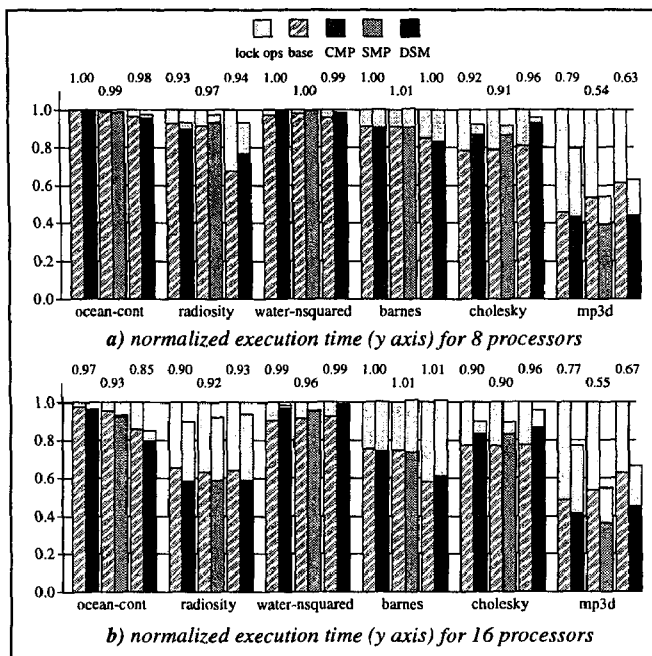 lock ops base CMP SMP DSM
1.00 0.98 0.93 0.94 1.00 0.99 1.00 1.00 0.92 0.96 0.79 0.63
0.99 0.97 1.00 1.01 0.91 0.54
1.0
0.8
0.6
0.4
0.2
0.0
ocean-cont radiosity water-nsquared barnes cholesky mp3d
a) normalized execution time (y axis) for 8 processors
0.97 0.85 0.90 0.93 0.99 0.99 1.00 1.01 0.90 0.96 0.77 0.67
0.93 0.92 0.96 1.01 0.90 0.55
1.0
0.8
0.6
0.4
0.2
0.0
ocean-cont radiosity water-nsquared barnes cholesky mp3d
b) normalized execution time (y axis) for 16 processors